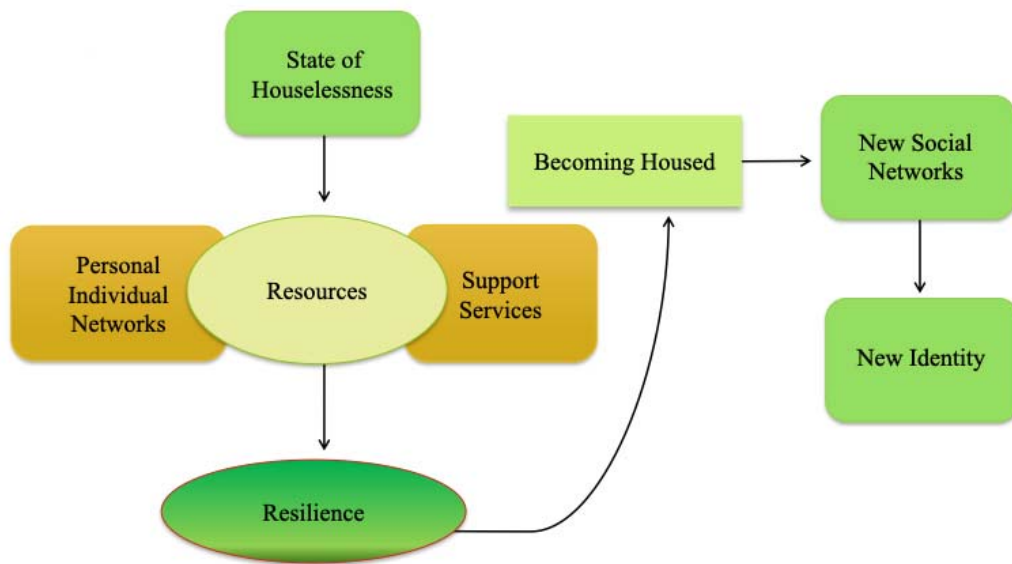 State of
Houselessness
Personal
Individual
Networks
Resources
Support
Services
Resilience
Becoming Housed
New Social
Networks
New Identity